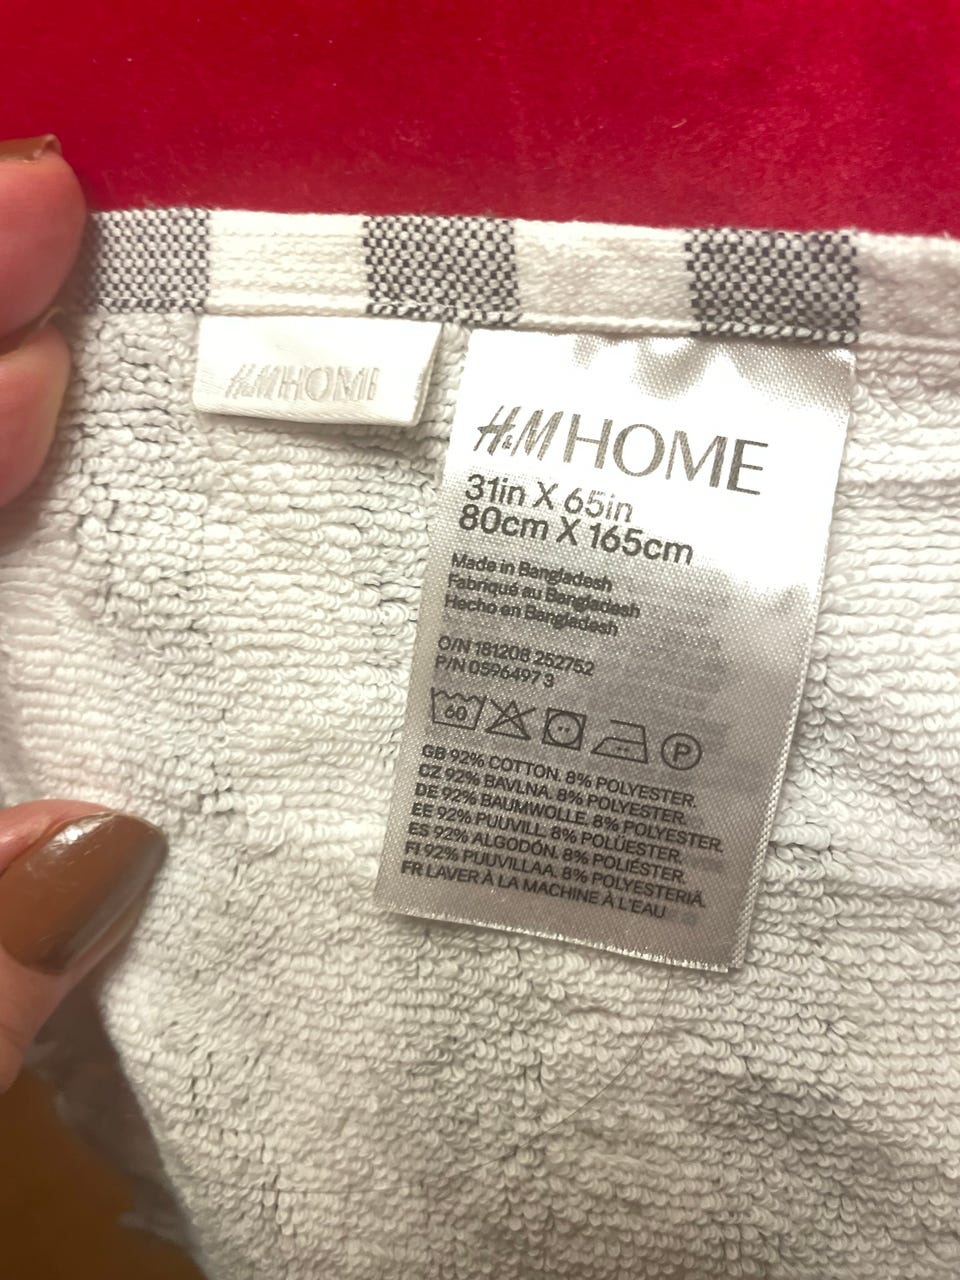 H&M HOME
H&M HOME
31in X 65in
80cm X 165cm
Made in Bangladesh
Fabriqué au Bangladesh
Hecho en Bangladesh
O/N 181208 252752
P/N 0596497 3
60
P
GB 92% COTTON. 8% POLYESTER.
CZ 92% BAVLNA. 8% POLYESTER.
DE 92% BAUMWOLLE. 8% POLYESTER.
EE 92% PUUVILL. 8% POLÜESTER.
ES 92% ALGODÓN. 8% POLIÉSTER.
FI 92% PUUVILLAA. 8% POLYESTERIÄ.
FR LAVER À LA MACHINE À L'EAU